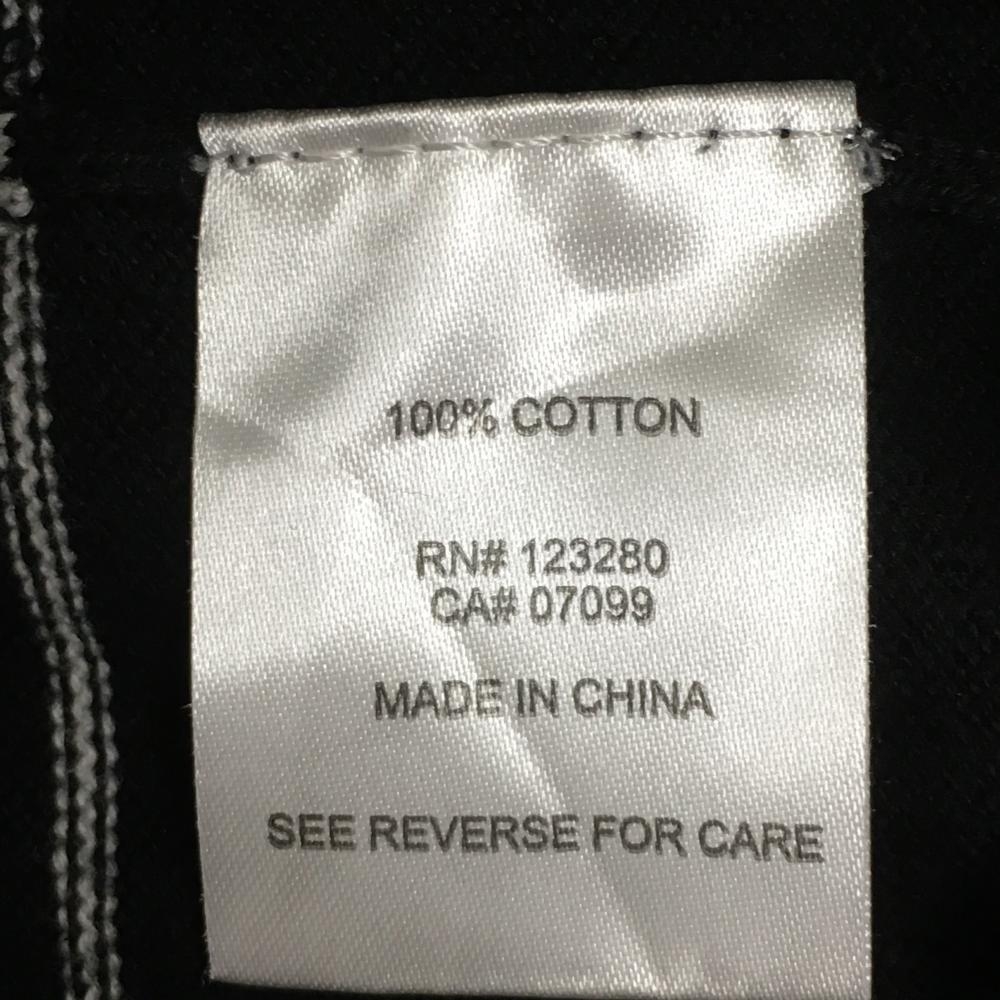 100% COTTON
RN# 123280
CA# 07099
MADE IN CHINA
SEE REVERSE FOR CARE